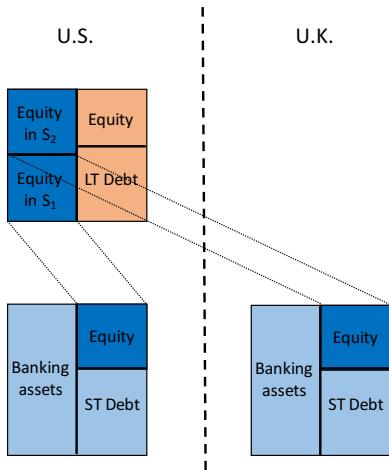 U.S.
U.K.
Equity
in S₂
Equity
Equity
in S₁
LT Debt
Equity
Banking
assets
ST Debt
Equity
Banking
assets
ST Debt